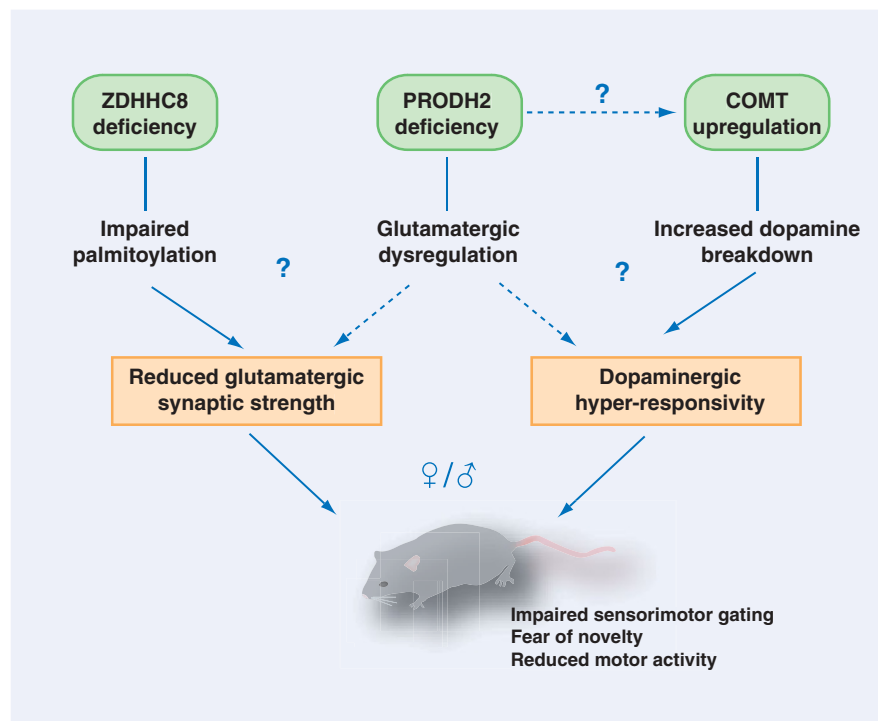 ZDHHC8
deficiency
PRODH2
deficiency
?
COMT
upregulation
Impaired
palmitoylation
Glutamatergic
dysregulation
Increased dopamine
breakdown
?
?
Reduced glutamatergic
synaptic strength
Dopaminergic
hyper-responsivity
♀/♂
Impaired sensorimotor gating
Fear of novelty
Reduced motor activity